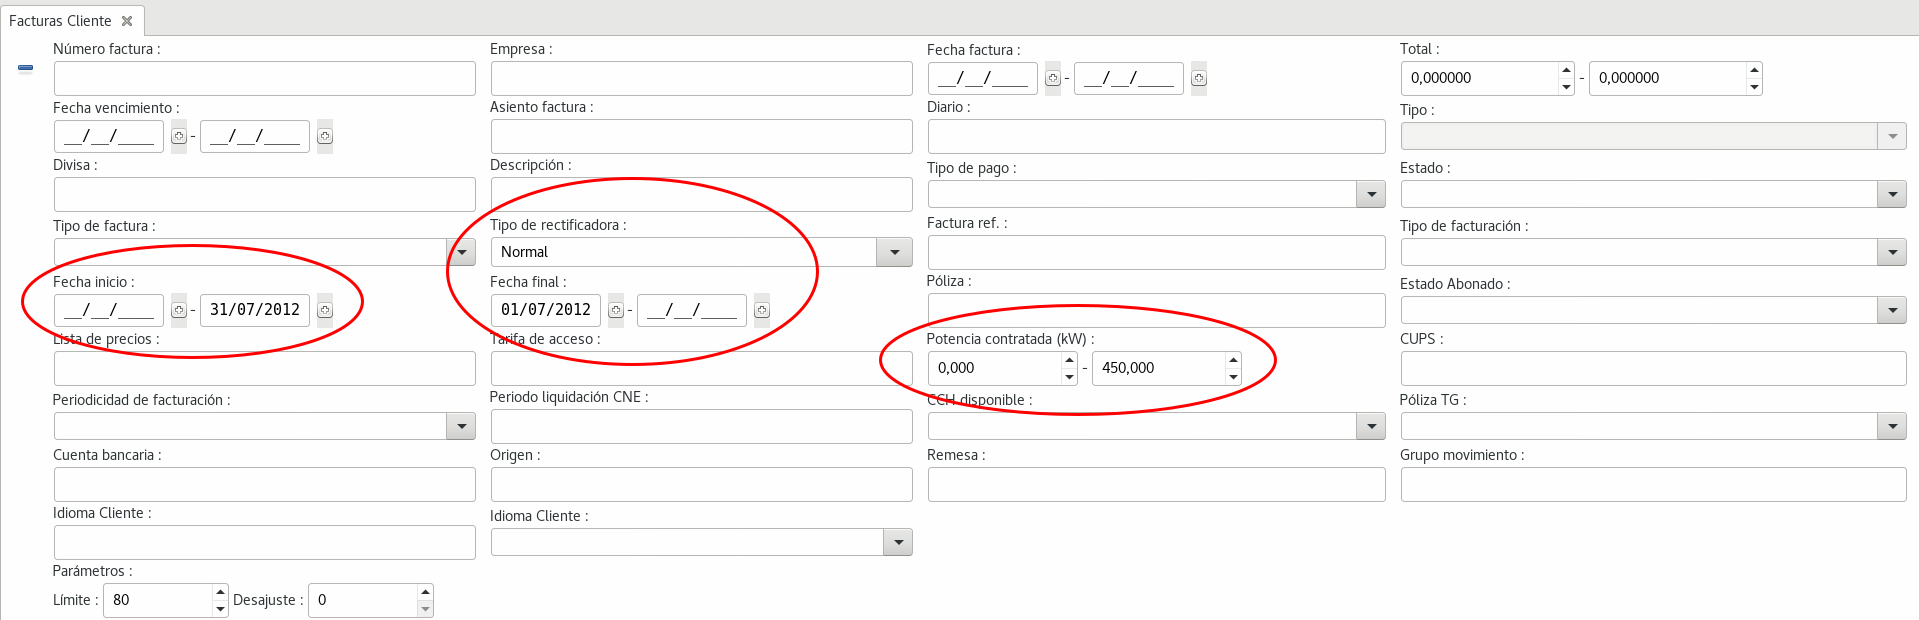 Facturas Cliente
Número factura :
Empresa :
Fecha factura :
Total :
__/__/____ - __/__/____
0,000000 - 0,000000
Fecha vencimiento :
Asiento factura :
Diario :
Tipo :
__/__/____ - __/__/____
Divisa :
Descripción :
Tipo de pago :
Estado :
Tipo de factura :
Tipo de rectificadora :
Factura ref. :
Tipo de facturación :
Normal
Fecha inicio :
Fecha final :
Póliza :
Estado Abonado :
__/__/____ - 31/07/2012
01/07/2012 - __/__/____
Lista de precios :
Tarifa de acceso :
Potencia contratada (kW) :
CUPS :
0,000 - 450,000
Periodicidad de facturación :
Periodo liquidación CNE :
CCH disponible :
Póliza TG :
Cuenta bancaria :
Origen :
Remesa :
Grupo movimiento :
Idioma Cliente :
Idioma Cliente :
Parámetros :
Límite : 80 Desajuste : 0